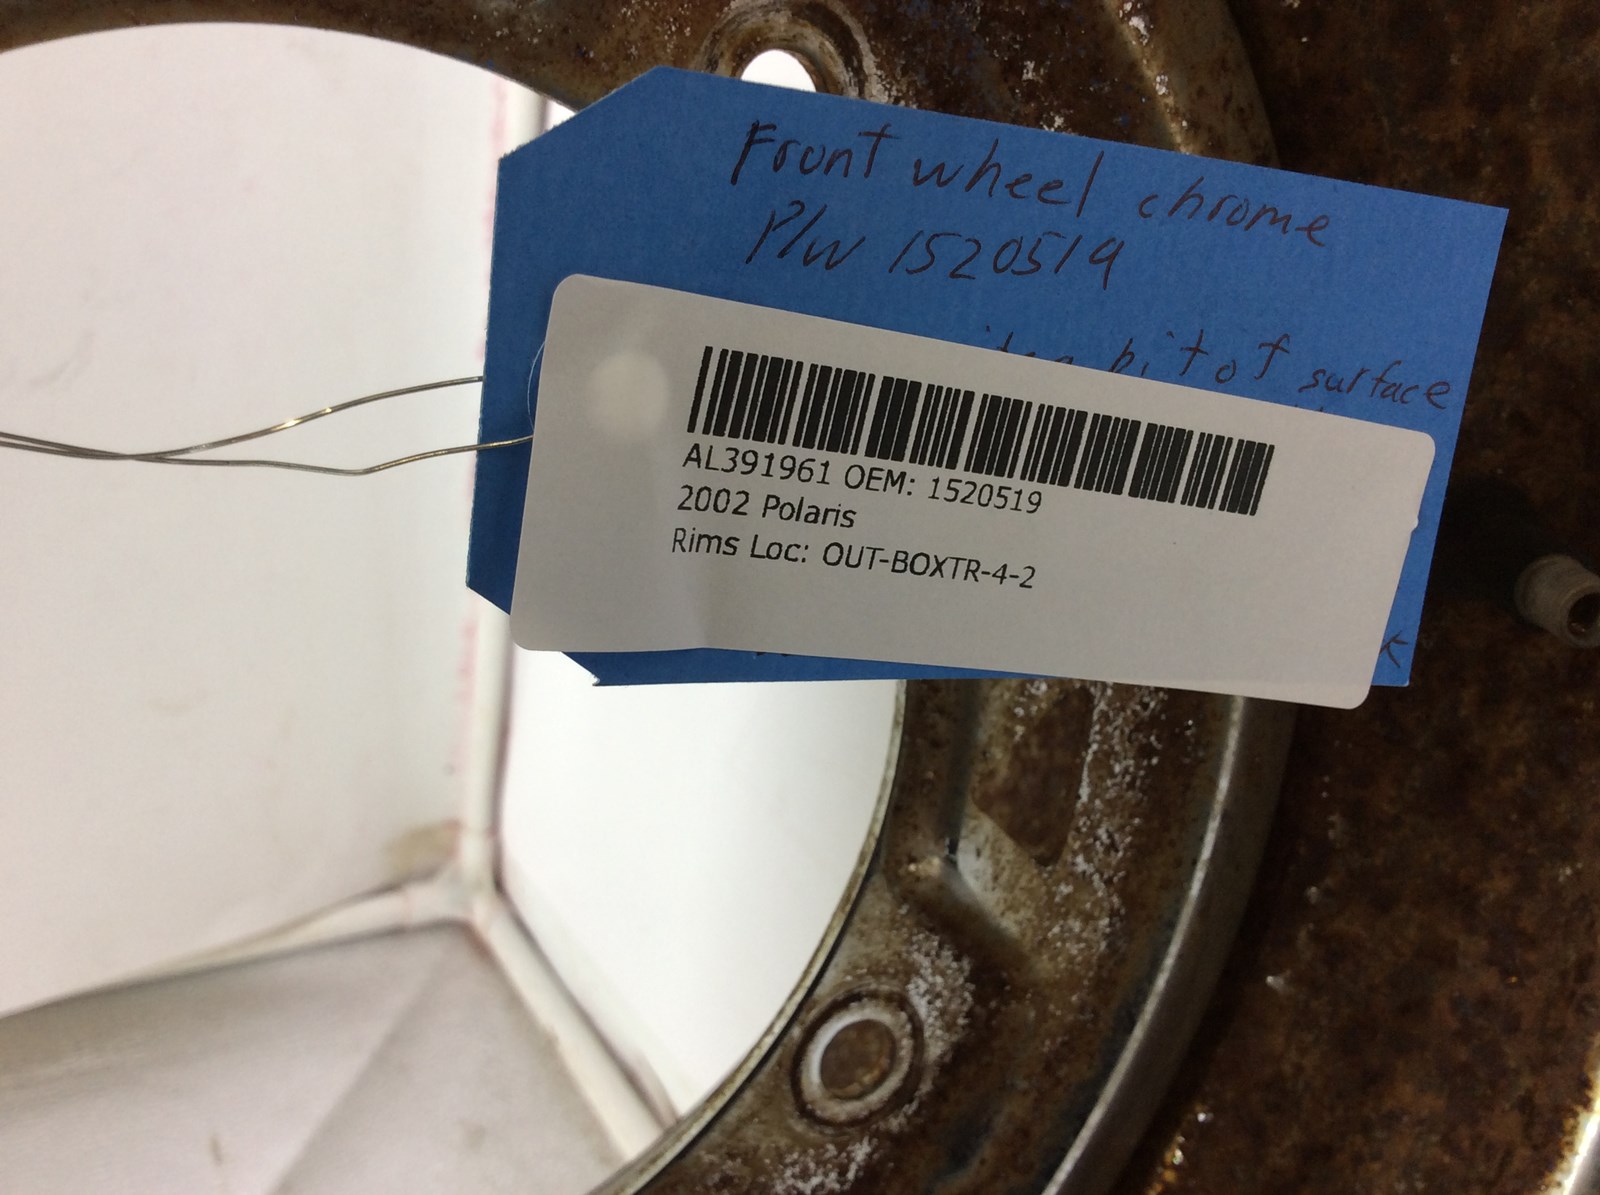 Front wheel chrome
P/N 1520519
bit of surface
AL391961 OEM: 1520519
2002 Polaris
Rims Loc: OUT-BOXTR-4-2